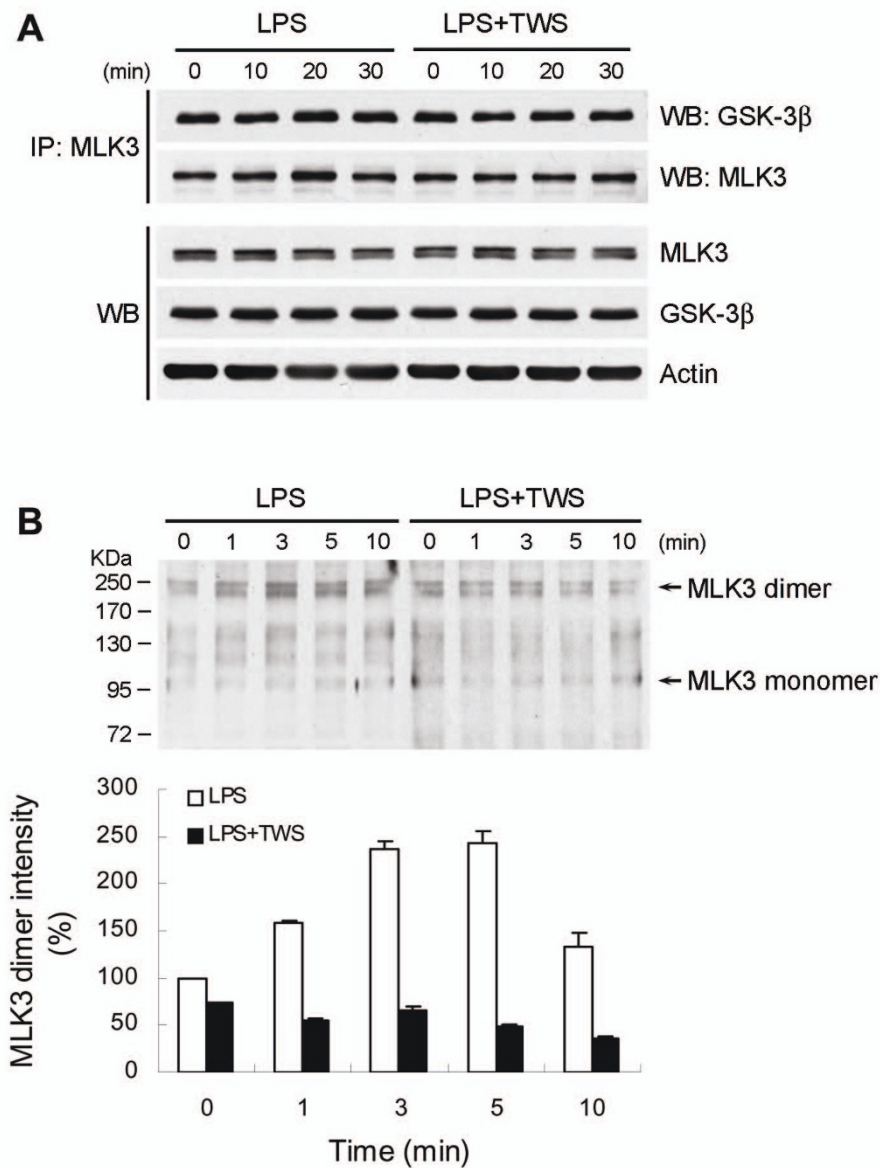 A
LPS LPS+TWS
(min) 0 10 20 30 0 10 20 30
IP: MLK3
WB: GSK-3β
WB: MLK3
WB
MLK3
GSK-3β
Actin
B
LPS LPS+TWS
0 1 3 5 10 0 1 3 5 10 (min)
KDa
250
170
130
95
72
MLK3 dimer
MLK3 monomer
MLK3 dimer intensity
(%)
300
250
200
150
100
50
0
LPS
LPS+TWS
0 1 3 5 10
Time (min)